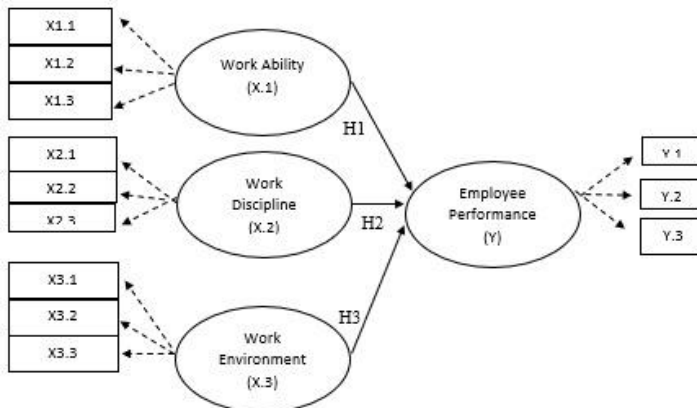 X1.1
X1.2
X1.3
Work Ability
(X.1)
H1
X2.1
X2.2
X2.3
Work
Discipline
(X.2)
H2
Employee
Performance
(Y)
Y.1
Y.2
Y.3
X3.1
X3.2
X3.3
Work
Environment
(X.3)
H3